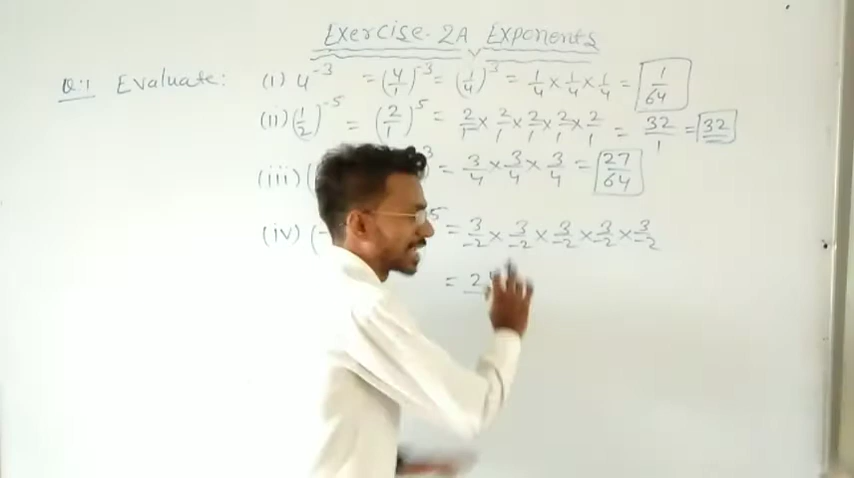 Exercise-2A Exponents
Q:1 Evaluate: (i) 4^-3 = (4/1)^-3 = (1/4)^3 = 1/4 × 1/4 × 1/4 = 1/64
(ii) (1/2)^-5 = (2/1)^5 = 2/1 × 2/1 × 2/1 × 2/1 × 2/1 = 32/1 = 32
(iii) ( 3 = 3/4 × 3/4 × 3/4 = 27/64
(iv) (- 5 = 3/-2 × 3/-2 × 3/-2 × 3/-2 × 3/-2
= 2